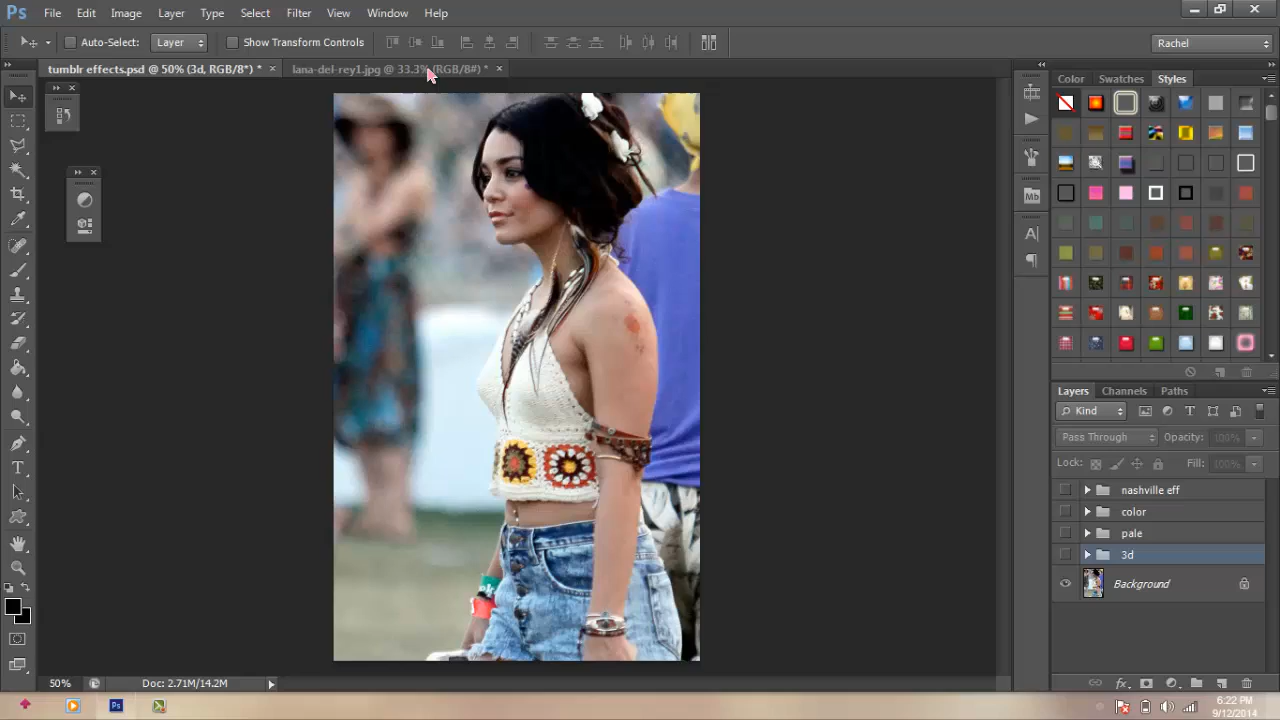 Ps File Edit Image Layer Type Select Filter View Window Help
Auto-Select: Layer Show Transform Controls Rachel
tumblr effects.psd @ 50% (3d, RGB/8*) * × lana-del-rey1.jpg @ 33.3% (RGB/8#) * ×
Color Swatches Styles
Mb
Layers Channels Paths
Kind
Pass Through Opacity: 100%
Lock: Fill: 100%
nashville eff
color
pale
3d
Background
50% Doc: 2.71M/14.2M
fx
Ps
6:22 PM
9/12/2014